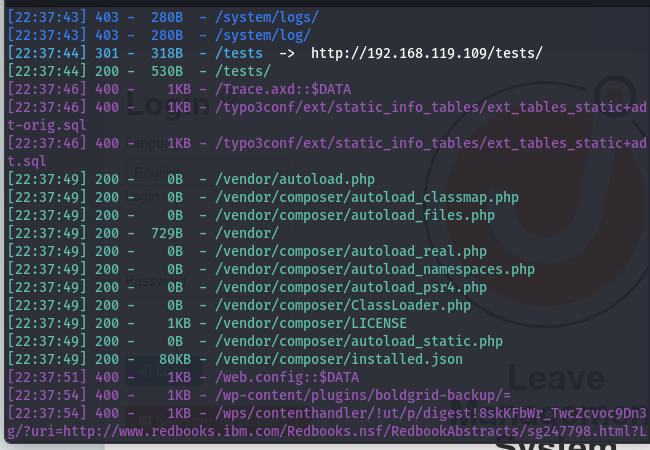 [22:37:43] 403 -  280B  - /system/logs/
[22:37:43] 403 -  280B  - /system/log/
[22:37:44] 301 -  318B  - /tests  ->  http://192.168.119.109/tests/
[22:37:44] 200 -  530B  - /tests/
[22:37:46] 400 -    1KB - /Trace.axd::$DATA
[22:37:46] 400 -    1KB - /typo3conf/ext/static_info_tables/ext_tables_static+ad
t-orig.sql
[22:37:46] 400 -    1KB - /typo3conf/ext/static_info_tables/ext_tables_static+ad
t.sql
[22:37:49] 200 -    0B  - /vendor/autoload.php
[22:37:49] 200 -    0B  - /vendor/composer/autoload_classmap.php
[22:37:49] 200 -    0B  - /vendor/composer/autoload_files.php
[22:37:49] 200 -  729B  - /vendor/
[22:37:49] 200 -    0B  - /vendor/composer/autoload_real.php
[22:37:49] 200 -    0B  - /vendor/composer/autoload_namespaces.php
[22:37:49] 200 -    0B  - /vendor/composer/autoload_psr4.php
[22:37:49] 200 -    0B  - /vendor/composer/ClassLoader.php
[22:37:49] 200 -    1KB - /vendor/composer/LICENSE
[22:37:49] 200 -    0B  - /vendor/composer/autoload_static.php
[22:37:49] 200 -   80KB - /vendor/composer/installed.json
[22:37:51] 400 -    1KB - /web.config::$DATA
[22:37:54] 400 -    1KB - /wp-content/plugins/boldgrid-backup/=
[22:37:54] 400 -    1KB - /wps/contenthandler/!ut/p/digest!8skKFbWr_TwcZcvoc9Dn3
g/?uri=http://www.redbooks.ibm.com/Redbooks.nsf/RedbookAbstracts/sg247798.html?L
Login
Language
English
Login
Password
Leave
System